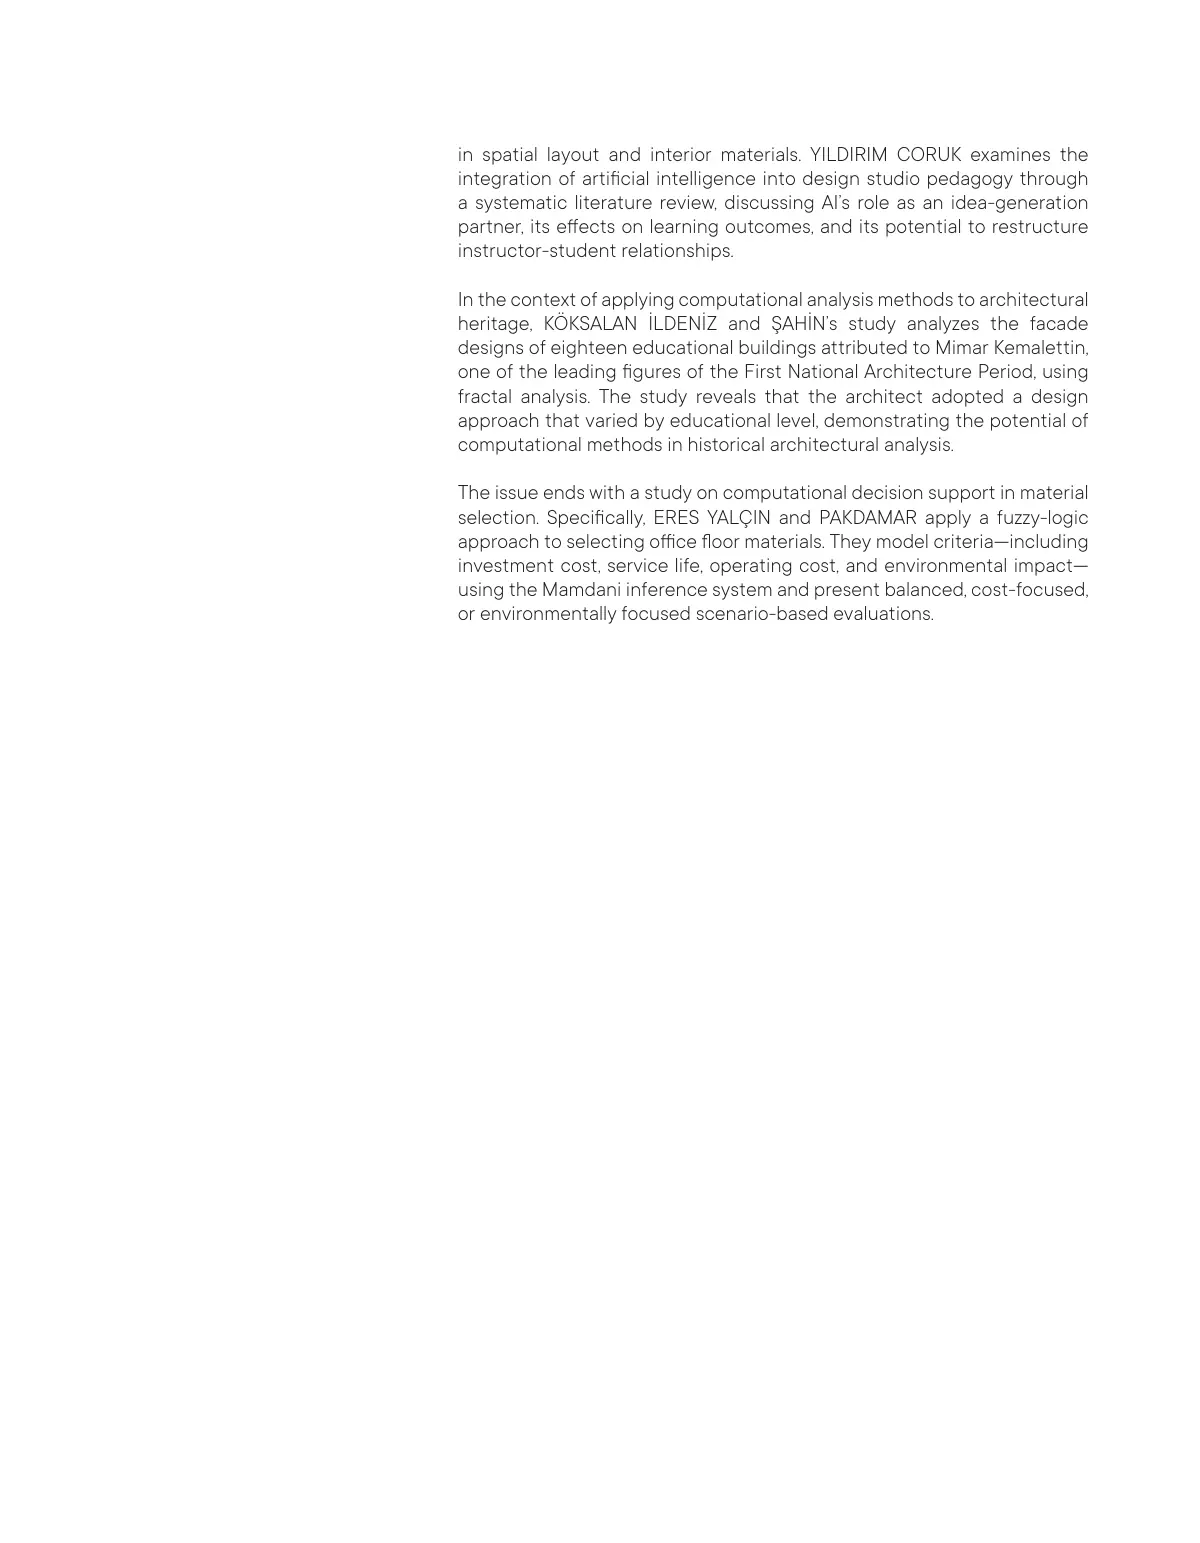 in spatial layout and interior materials. YILDIRIM CORUK examines the
integration of artificial intelligence into design studio pedagogy through
a systematic literature review, discussing AI’s role as an idea-generation
partner, its effects on learning outcomes, and its potential to restructure
instructor-student relationships.
In the context of applying computational analysis methods to architectural
heritage, KÖKSALAN İLDENİZ and ŞAHİN’s study analyzes the facade
designs of eighteen educational buildings attributed to Mimar Kemalettin,
one of the leading figures of the First National Architecture Period, using
fractal analysis. The study reveals that the architect adopted a design
approach that varied by educational level, demonstrating the potential of
computational methods in historical architectural analysis.
The issue ends with a study on computational decision support in material
selection. Specifically, ERES YALÇIN and PAKDAMAR apply a fuzzy-logic
approach to selecting office floor materials. They model criteria—including
investment cost, service life, operating cost, and environmental impact—
using the Mamdani inference system and present balanced, cost-focused,
or environmentally focused scenario-based evaluations.